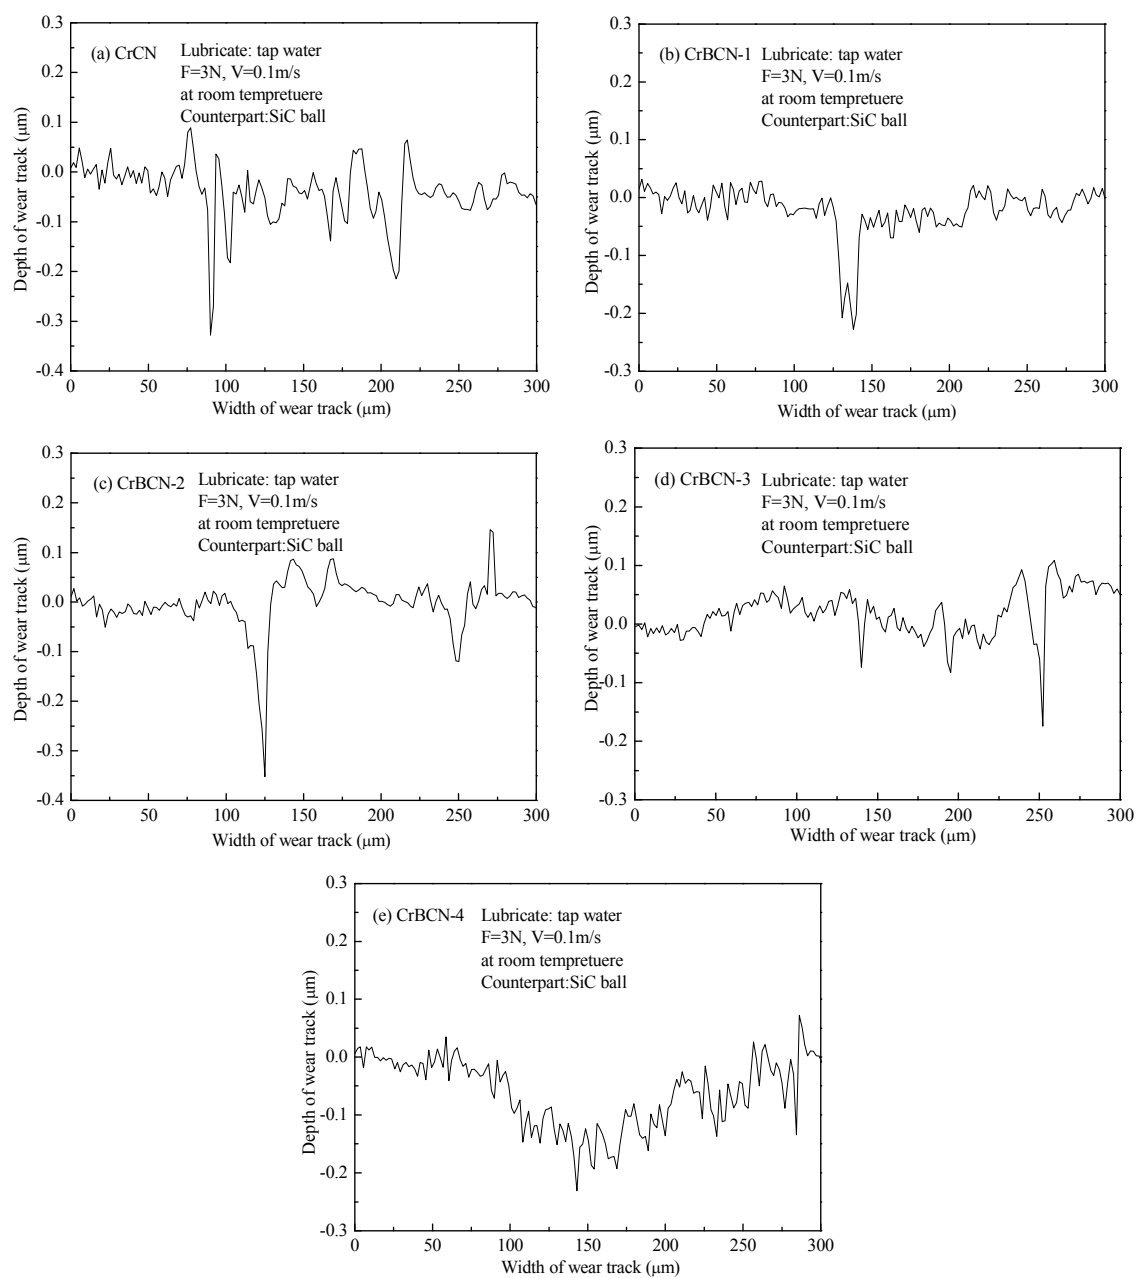 (a) CrCN
Lubricate: tap water
F=3N, V=0.1m/s
at room tempretuere
Counterpart:SiC ball
0.3
0.2
0.1
0.0
-0.1
-0.2
-0.3
-0.4
Depth of wear track (μm)
0 50 100 150 200 250 300
Width of wear track (μm)
(b) CrBCN-1
Lubricate: tap water
F=3N, V=0.1m/s
at room tempretuere
Counterpart:SiC ball
0.3
0.2
0.1
0.0
-0.1
-0.2
-0.3
Depth of wear track (μm)
0 50 100 150 200 250 300
Width of wear track (μm)
(c) CrBCN-2
Lubricate: tap water
F=3N, V=0.1m/s
at room tempretuere
Counterpart:SiC ball
0.3
0.2
0.1
0.0
-0.1
-0.2
-0.3
-0.4
Depth of wear track (μm)
0 50 100 150 200 250 300
Width of wear track (μm)
(d) CrBCN-3
Lubricate: tap water
F=3N, V=0.1m/s
at room tempretuere
Counterpart:SiC ball
0.3
0.2
0.1
0.0
-0.1
-0.2
-0.3
Depth of wear track (μm)
0 50 100 150 200 250 300
Width of wear track (μm)
(e) CrBCN-4
Lubricate: tap water
F=3N, V=0.1m/s
at room tempretuere
Counterpart:SiC ball
0.3
0.2
0.1
0.0
-0.1
-0.2
-0.3
Depth of wear track (μm)
0 50 100 150 200 250 300
Width of wear track (μm)